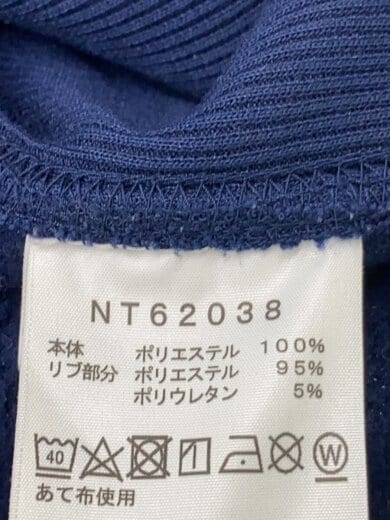 NT62038
本体 ポリエステル 100%
リブ部分 ポリエステル 95%
ポリウレタン 5%
40 W
あて布使用